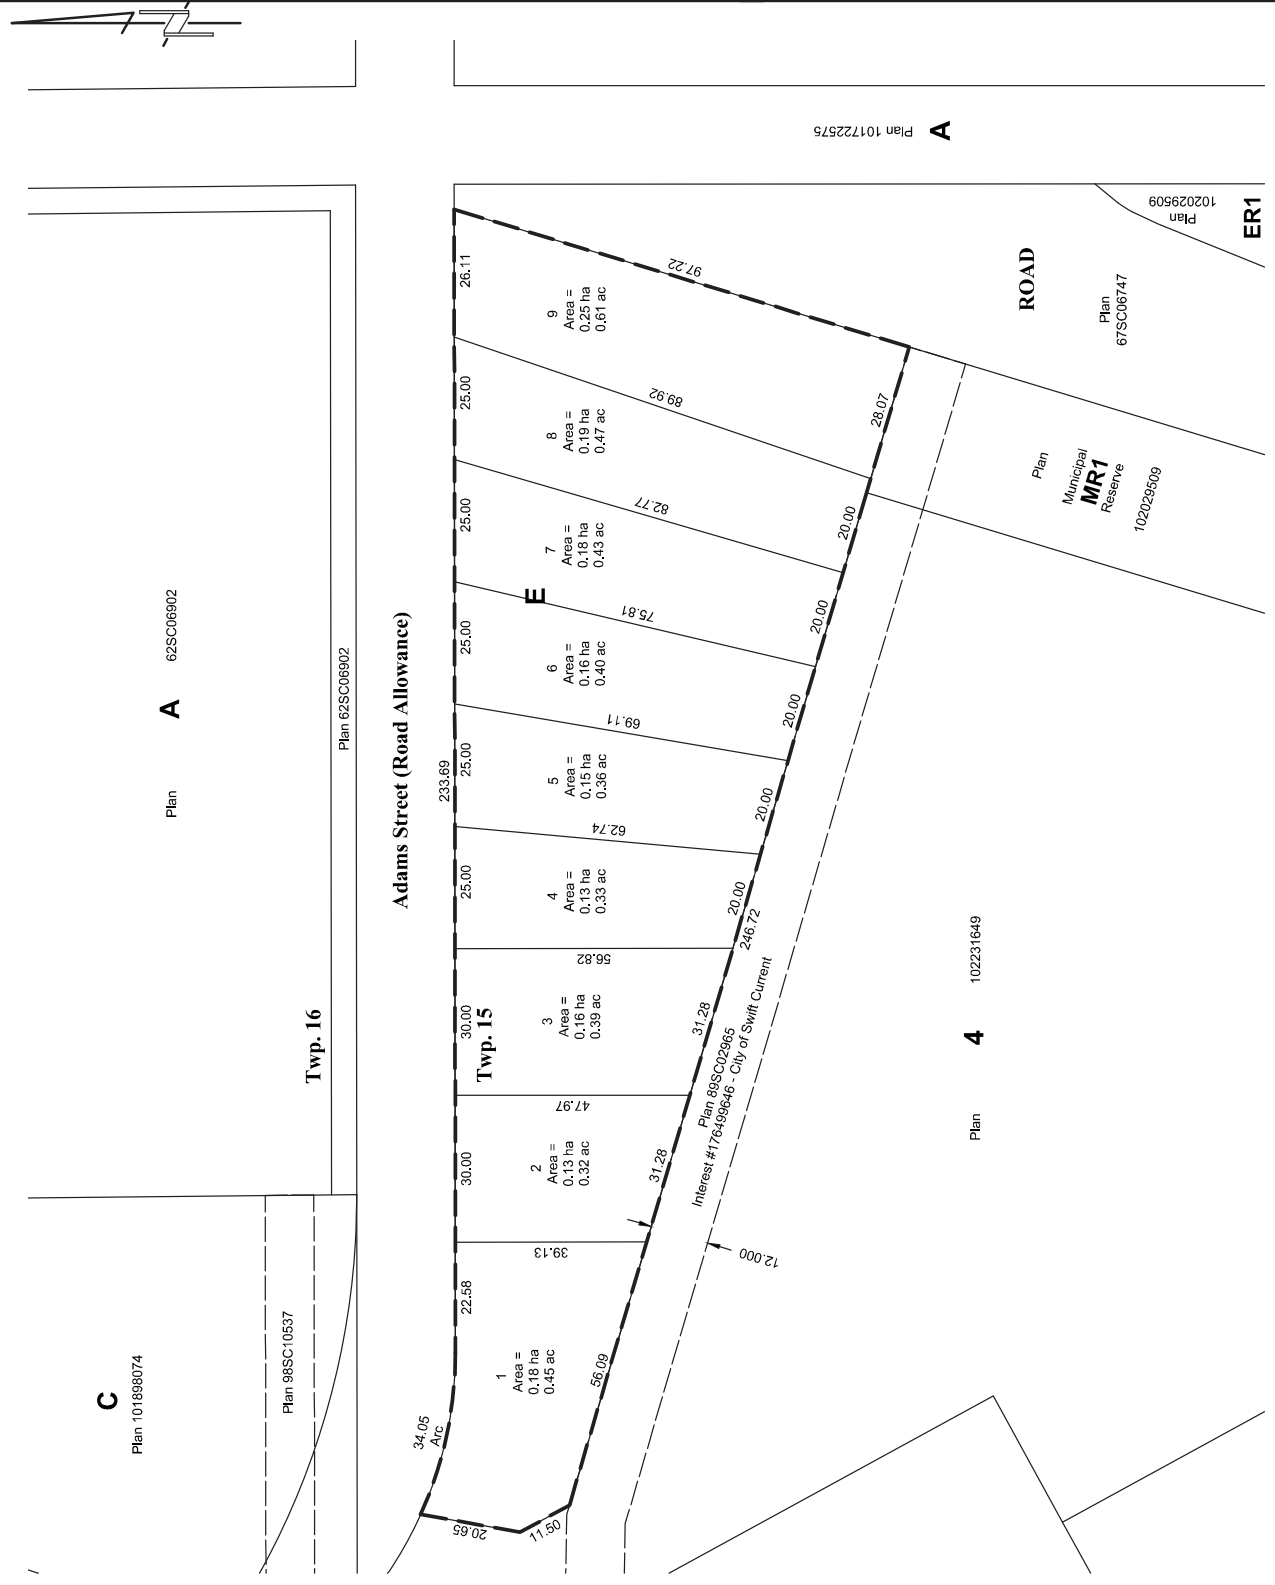 Plan 101722575
A
Plan
102029509
ER1
ROAD
Plan
67SC06747
Plan
Municipal
MR1
Reserve
102029509
Plan
A
62SC06902
Plan 62SC06902
Adams Street (Road Allowance)
Twp. 16
Twp. 15
233.69
26.11
25.00
25.00
25.00
25.00
25.00
30.00
30.00
22.58
34.05
Arc
20.65
11.50
97.22
9
Area =
0.25 ha
0.61 ac
89.92
8
Area =
0.19 ha
0.47 ac
82.77
7
Area =
0.18 ha
0.43 ac
E
75.81
6
Area =
0.16 ha
0.40 ac
69.11
5
Area =
0.15 ha
0.36 ac
62.74
4
Area =
0.13 ha
0.33 ac
56.82
3
Area =
0.16 ha
0.39 ac
47.97
2
Area =
0.13 ha
0.32 ac
39.13
1
Area =
0.18 ha
0.45 ac
28.07
20.00
20.00
20.00
20.00
20.00
246.72
31.28
31.28
56.09
Plan 89SC02965
Interest #176499646 - City of Swift Current
12.000
Plan
4
102231649
C
Plan 101898074
Plan 98SC10537